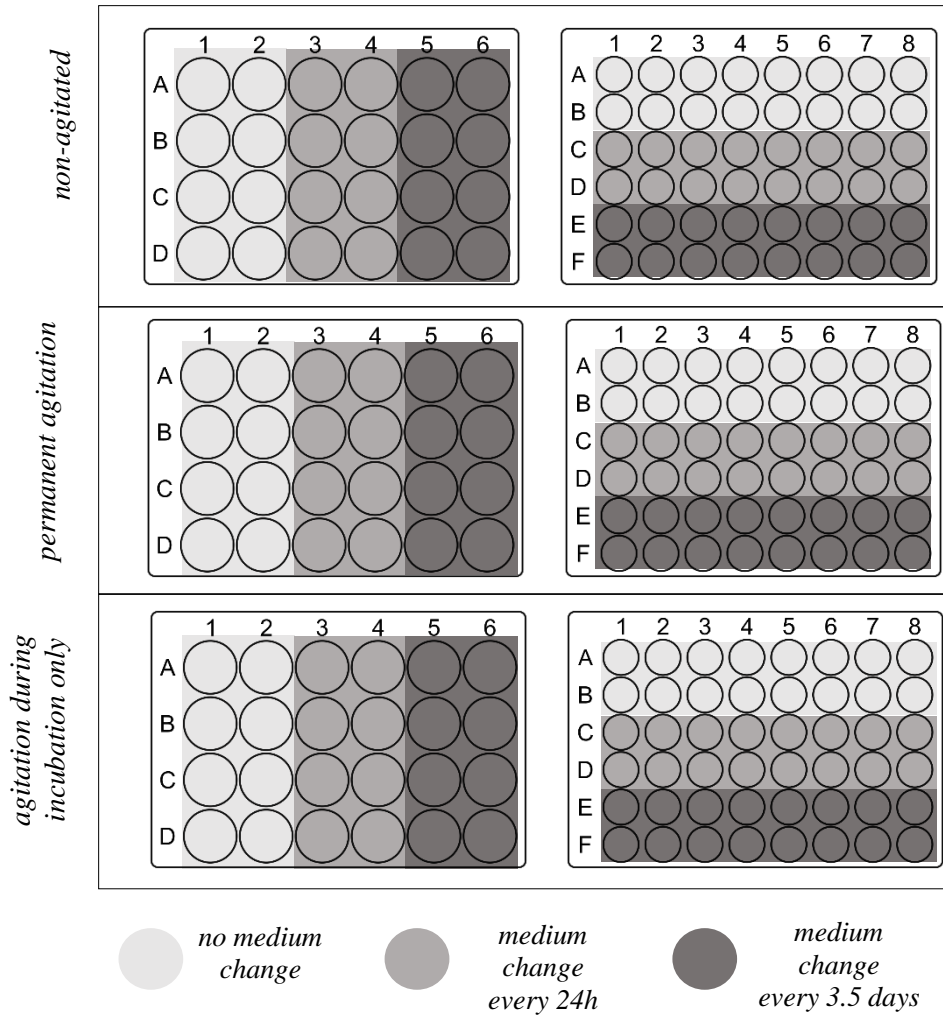 non-agitated
1 2 3 4 5 6
A
B
C
D
1 2 3 4 5 6 7 8
A
B
C
D
E
F
permanent agitation
1 2 3 4 5 6
A
B
C
D
1 2 3 4 5 6 7 8
A
B
C
D
E
F
agitation during
incubation only
1 2 3 4 5 6
A
B
C
D
1 2 3 4 5 6 7 8
A
B
C
D
E
F
no medium
change
medium
change
every 24h
medium
change
every 3.5 days